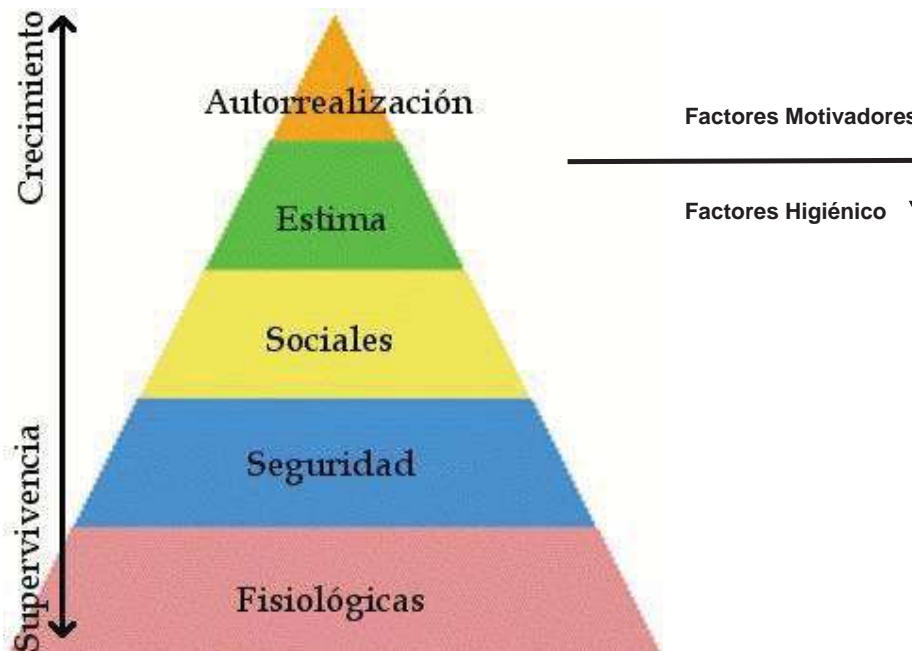 Crecimiento
Supervivencia
Autorrealización
Estima
Sociales
Seguridad
Fisiológicas
Factores Motivadores
Factores Higiénico